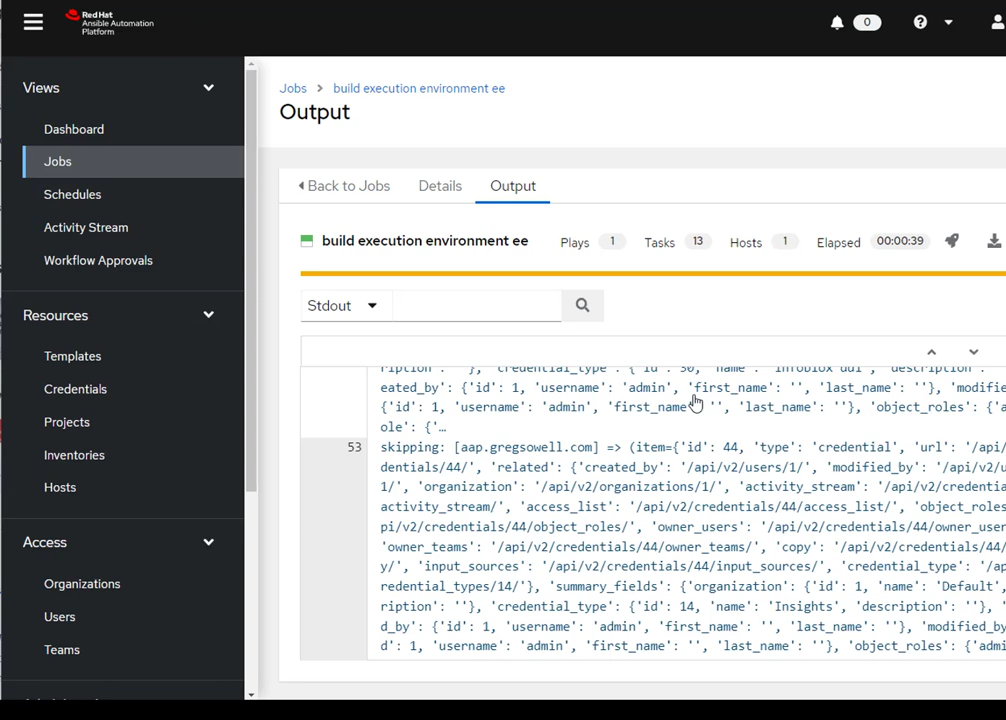 Red Hat
Ansible Automation
Platform
0
Views
Dashboard
Jobs
Schedules
Activity Stream
Workflow Approvals
Resources
Templates
Credentials
Projects
Inventories
Hosts
Access
Organizations
Users
Teams
Jobs > build execution environment ee
Output
Back to Jobs Details Output
build execution environment ee Plays 1 Tasks 13 Hosts 1 Elapsed 00:00:39
Stdout
eated_by': {'id': 1, 'username': 'admin', 'first_name': '', 'last_name': ''}, 'modifie
{'id': 1, 'username': 'admin', 'first_name '', 'last_name': ''}, 'object_roles': {'a
ole': {'…
53 skipping: [aap.gregsowell.com] => (item={'id': 44, 'type': 'credential', 'url': '/api/
dentials/44/', 'related': {'created_by': '/api/v2/users/1/', 'modified_by': '/api/v2/u
1/', 'organization': '/api/v2/organizations/1/', 'activity_stream': '/api/v2/credentia
activity_stream/', 'access_list': '/api/v2/credentials/44/access_list/', 'object_roles
pi/v2/credentials/44/object_roles/', 'owner_users': '/api/v2/credentials/44/owner_user
'owner_teams': '/api/v2/credentials/44/owner_teams/', 'copy': '/api/v2/credentials/44/
y/', 'input_sources': '/api/v2/credentials/44/input_sources/', 'credential_type': '/ap
redential_types/14/'}, 'summary_fields': {'organization': {'id': 1, 'name': 'Default',
ription': ''}, 'credential_type': {'id': 14, 'name': 'Insights', 'description': ''},
d_by': {'id': 1, 'username': 'admin', 'first_name': '', 'last_name': ''}, 'modified_by
d': 1, 'username': 'admin', 'first_name': '', 'last_name': ''}, 'object_roles': {'admi